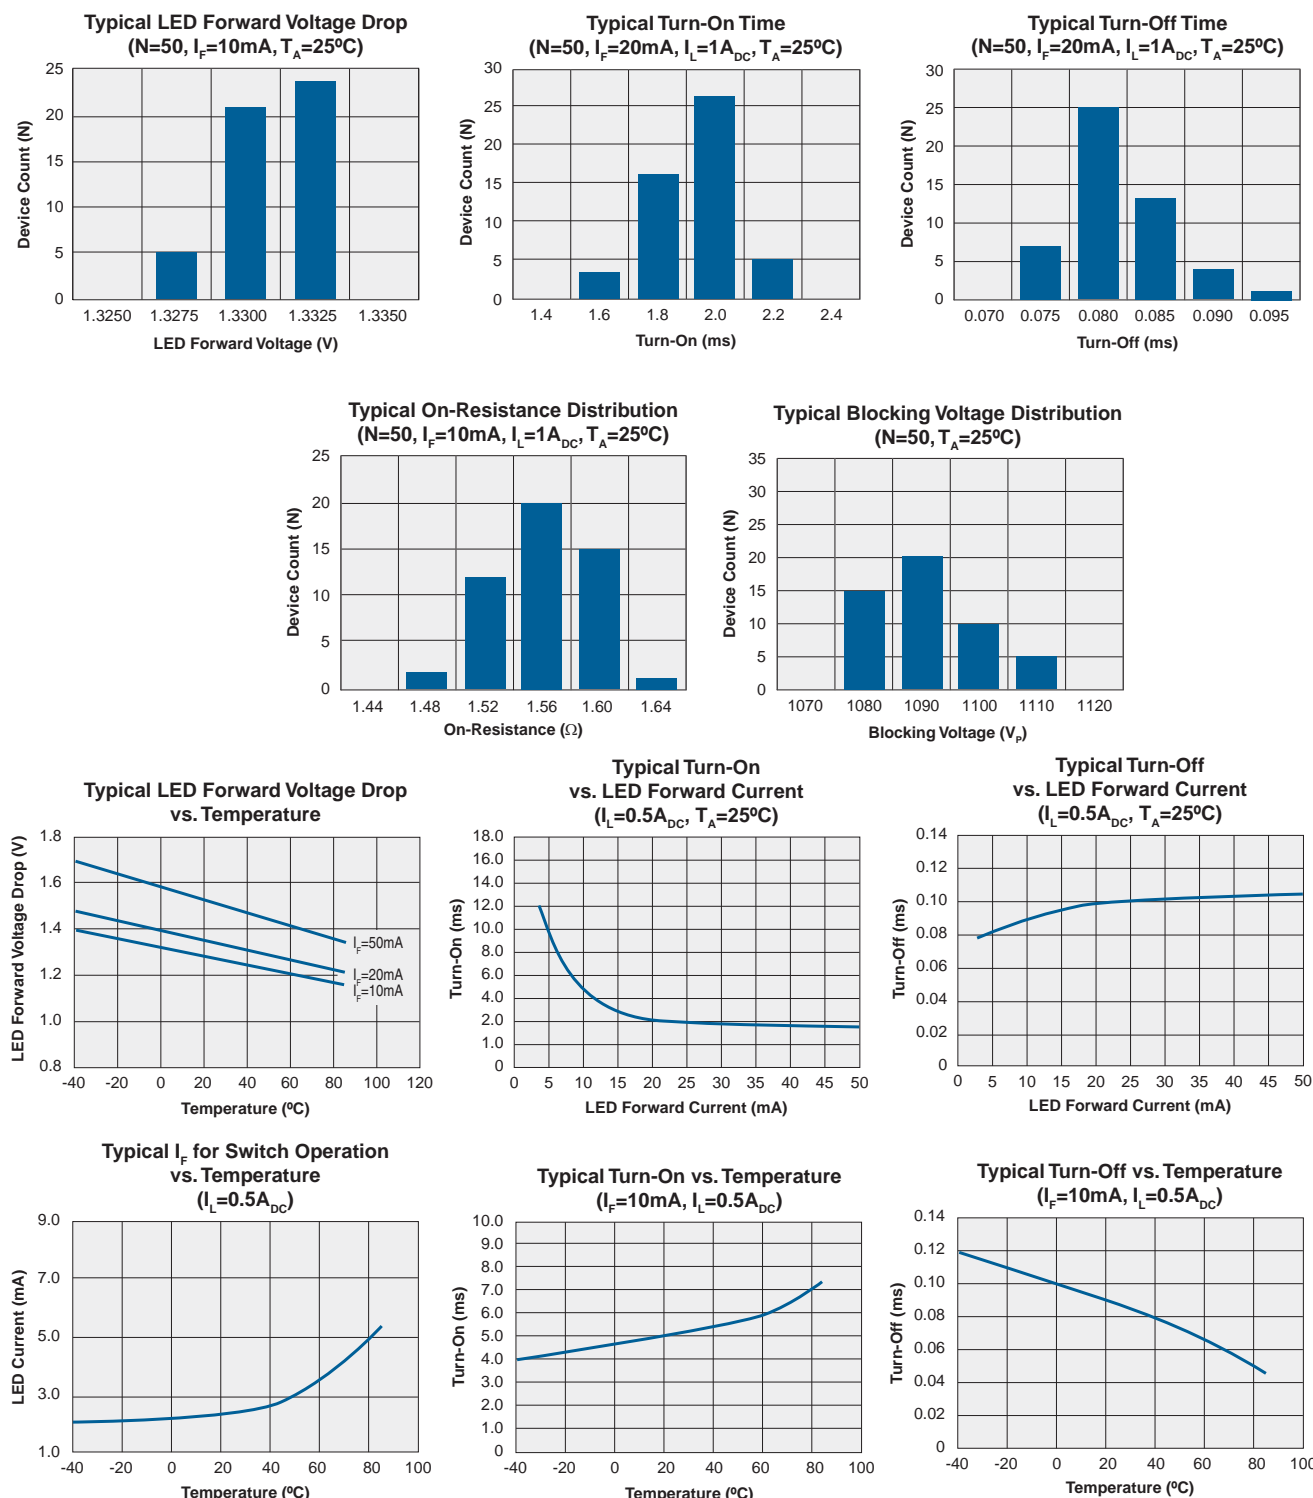 Typical LED Forward Voltage Drop
(N=50, IF=10mA, TA=25ºC)
Device Count (N)
25
20
15
10
5
0
1.3250 1.3275 1.3300 1.3325 1.3350
LED Forward Voltage (V)
Typical Turn-On Time
(N=50, IF=20mA, IL=1ADC, TA=25ºC)
Device Count (N)
30
25
20
15
10
5
0
1.4 1.6 1.8 2.0 2.2 2.4
Turn-On (ms)
Typical Turn-Off Time
(N=50, IF=20mA, IL=1ADC, TA=25ºC)
Device Count (N)
30
25
20
15
10
5
0
0.070 0.075 0.080 0.085 0.090 0.095
Turn-Off (ms)
Typical On-Resistance Distribution
(N=50, IF=10mA, IL=1ADC, TA=25ºC)
Device Count (N)
25
20
15
10
5
0
1.44 1.48 1.52 1.56 1.60 1.64
On-Resistance (Ω)
Typical Blocking Voltage Distribution
(N=50, TA=25ºC)
Device Count (N)
35
30
25
20
15
10
5
0
1070 1080 1090 1100 1110 1120
Blocking Voltage (VP)
Typical LED Forward Voltage Drop
vs. Temperature
LED Forward Voltage Drop (V)
1.8
1.6
1.4
1.2
1.0
0.8
IF=50mA
IF=20mA
IF=10mA
-40 -20 0 20 40 60 80 100 120
Temperature (ºC)
Typical Turn-On
vs. LED Forward Current
(IL=0.5ADC, TA=25ºC)
Turn-On (ms)
18.0
16.0
14.0
12.0
10.0
8.0
6.0
4.0
2.0
1.0
0
0 5 10 15 20 25 30 35 40 45 50
LED Forward Current (mA)
Typical Turn-Off
vs. LED Forward Current
(IL=0.5ADC, TA=25ºC)
Turn-Off (ms)
0.14
0.12
0.10
0.08
0.06
0.04
0.02
0
0 5 10 15 20 25 30 35 40 45 50
LED Forward Current (mA)
Typical IF for Switch Operation
vs. Temperature
(IL=0.5ADC)
LED Current (mA)
9.0
7.0
5.0
3.0
1.0
-40 -20 0 20 40 60 80 100
Temperature (ºC)
Typical Turn-On vs. Temperature
(IF=10mA, IL=0.5ADC)
Turn-On (ms)
10.0
9.0
8.0
7.0
6.0
5.0
4.0
3.0
2.0
1.0
0
-40 -20 0 20 40 60 80 100
Temperature (ºC)
Typical Turn-Off vs. Temperature
(IF=10mA, IL=0.5ADC)
Turn-Off (ms)
0.14
0.12
0.10
0.08
0.06
0.04
0.02
0
-40 -20 0 20 40 60 80 100
Temperature (ºC)